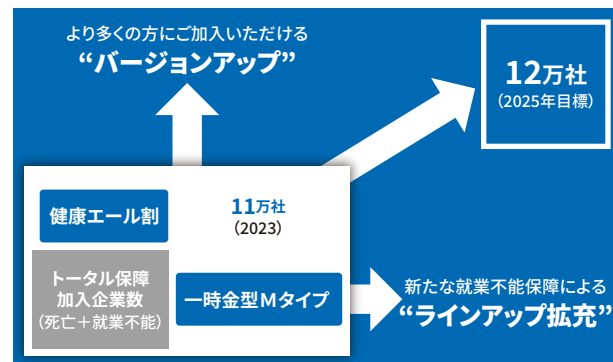 より多くの方にご加入いただける
“バージョンアップ”
12万社
（2025年目標）
健康エール割
11万社
（2023）
トータル保障
加入企業数
（死亡＋就業不能）
一時金型Mタイプ
新たな就業不能保障による
“ラインアップ拡充”